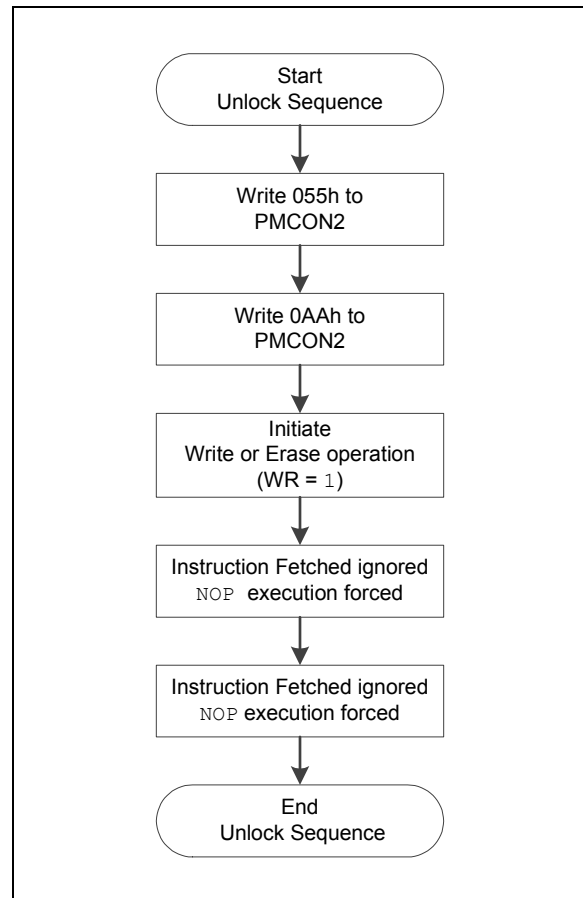 Start
Unlock Sequence
Write 055h to
PMCON2
Write 0AAh to
PMCON2
Initiate
Write or Erase operation
(WR = 1)
Instruction Fetched ignored
NOP execution forced
Instruction Fetched ignored
NOP execution forced
End
Unlock Sequence